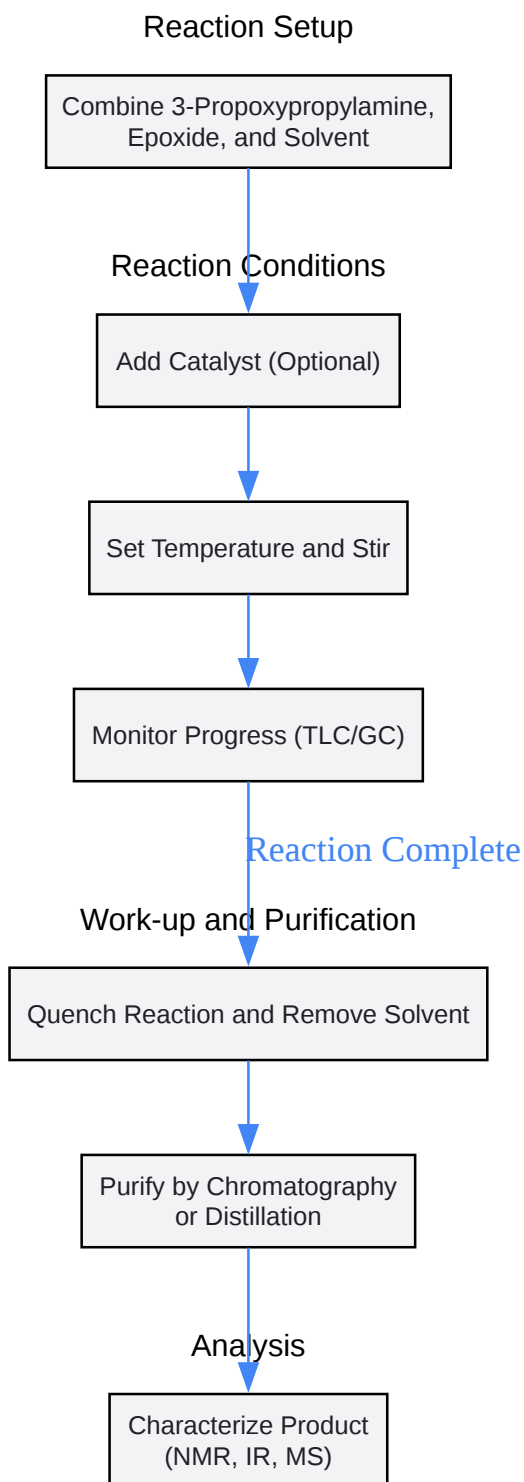 Reaction Setup
Combine 3-Propoxypropylamine,
Epoxide, and Solvent
Reaction Conditions
Add Catalyst (Optional)
Set Temperature and Stir
Monitor Progress (TLC/GC)
Reaction Complete
Work-up and Purification
Quench Reaction and Remove Solvent
Purify by Chromatography
or Distillation
Analysis
Characterize Product
(NMR, IR, MS)